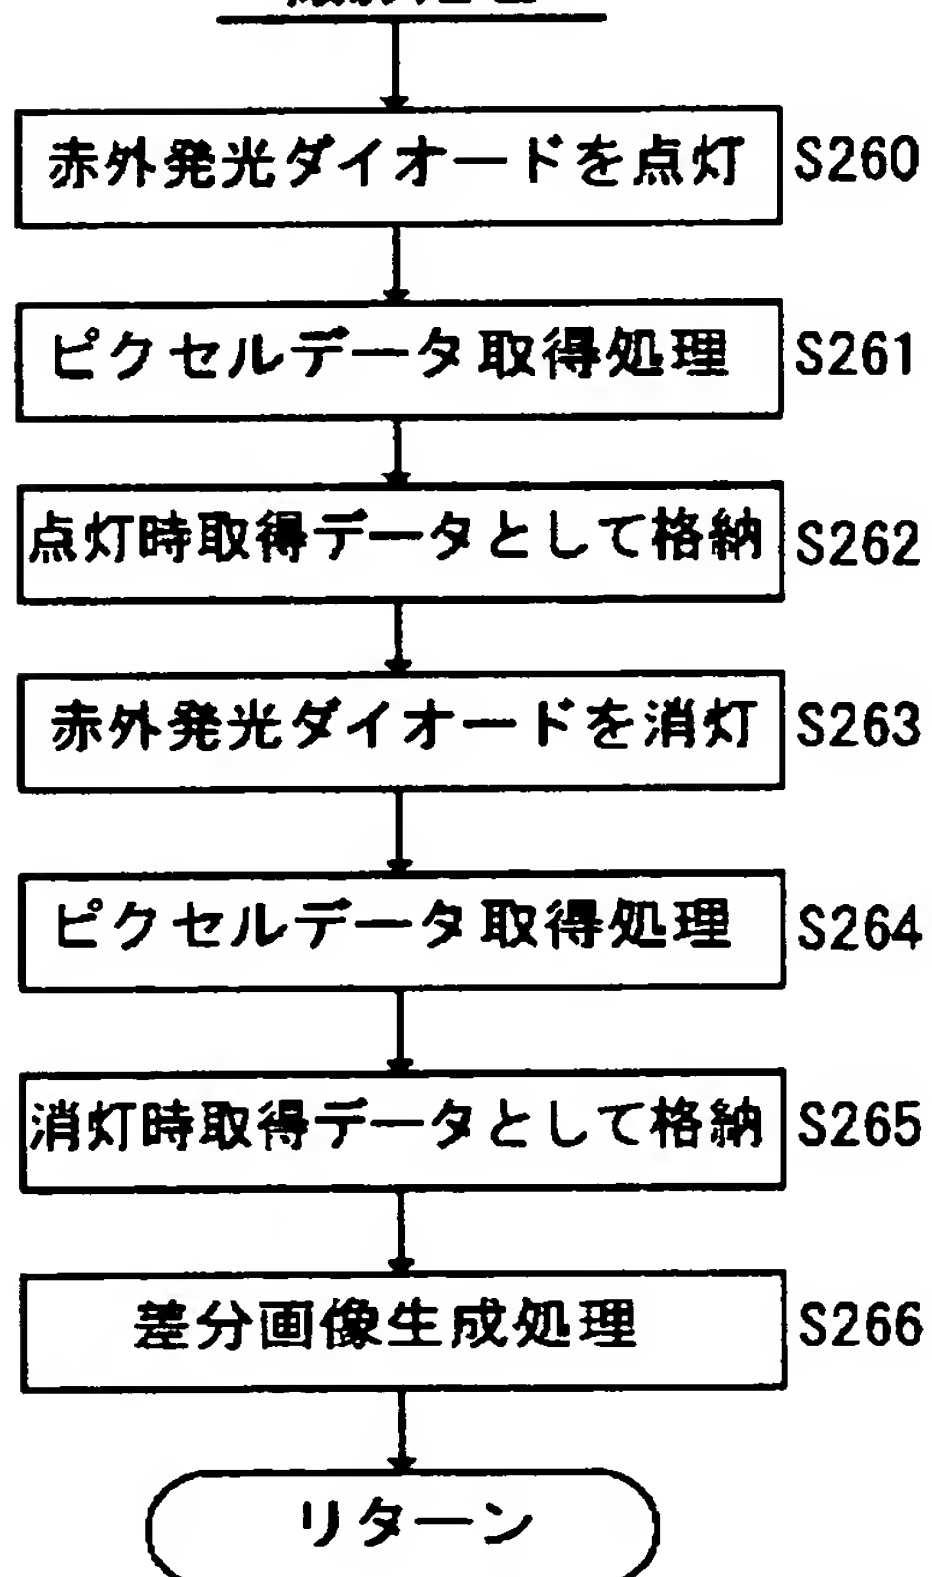 赤外発光ダイオードを点灯 S260
ピクセルデータ取得処理 S261
点灯時取得データとして格納 S262
赤外発光ダイオードを消灯 S263
ピクセルデータ取得処理 S264
消灯時取得データとして格納 S265
差分画像生成処理 S266
リターン